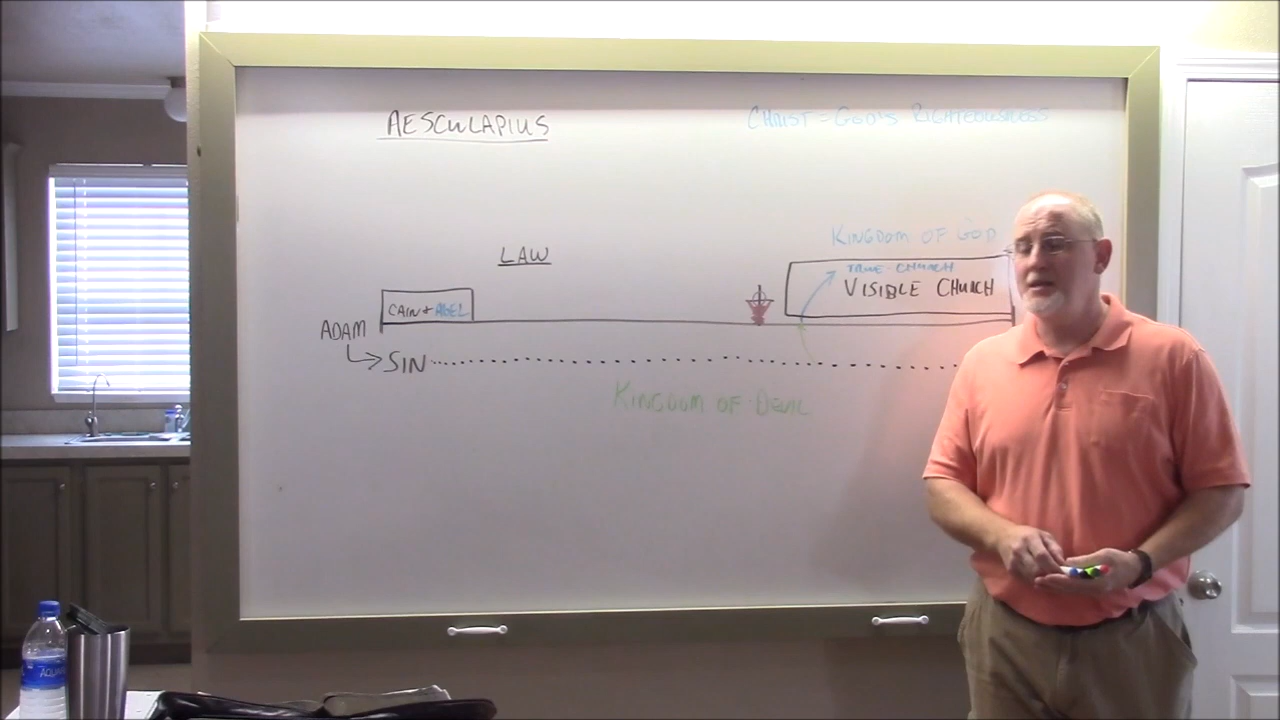 AESCULAPIUS
CHRIST = GOD'S RIGHTEOUSNESS
KINGDOM OF GOD
LAW
TRUE CHURCH
VISIBLE CHURCH
CAIN + ABEL
ADAM
SIN
KINGDOM OF DEVIL